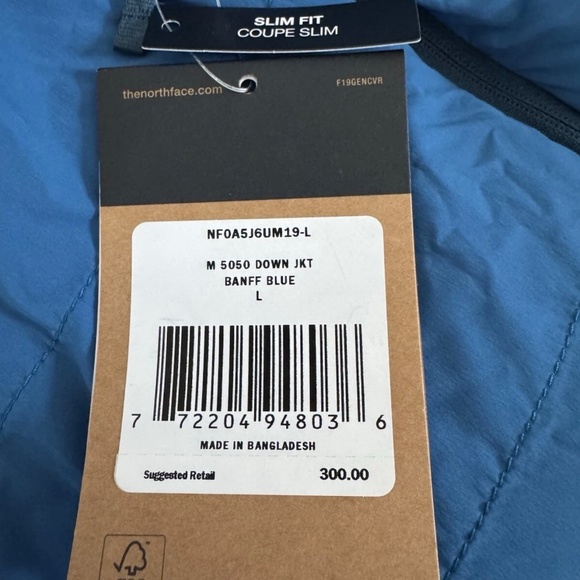 SLIM FIT
COUPE SLIM
thenorthface.com F19GENCVR
NF0A5J6UM19-L
M 5050 DOWN JKT
BANFF BLUE
L
7 72204 94803 6
MADE IN BANGLADESH
Suggested Retail 300.00